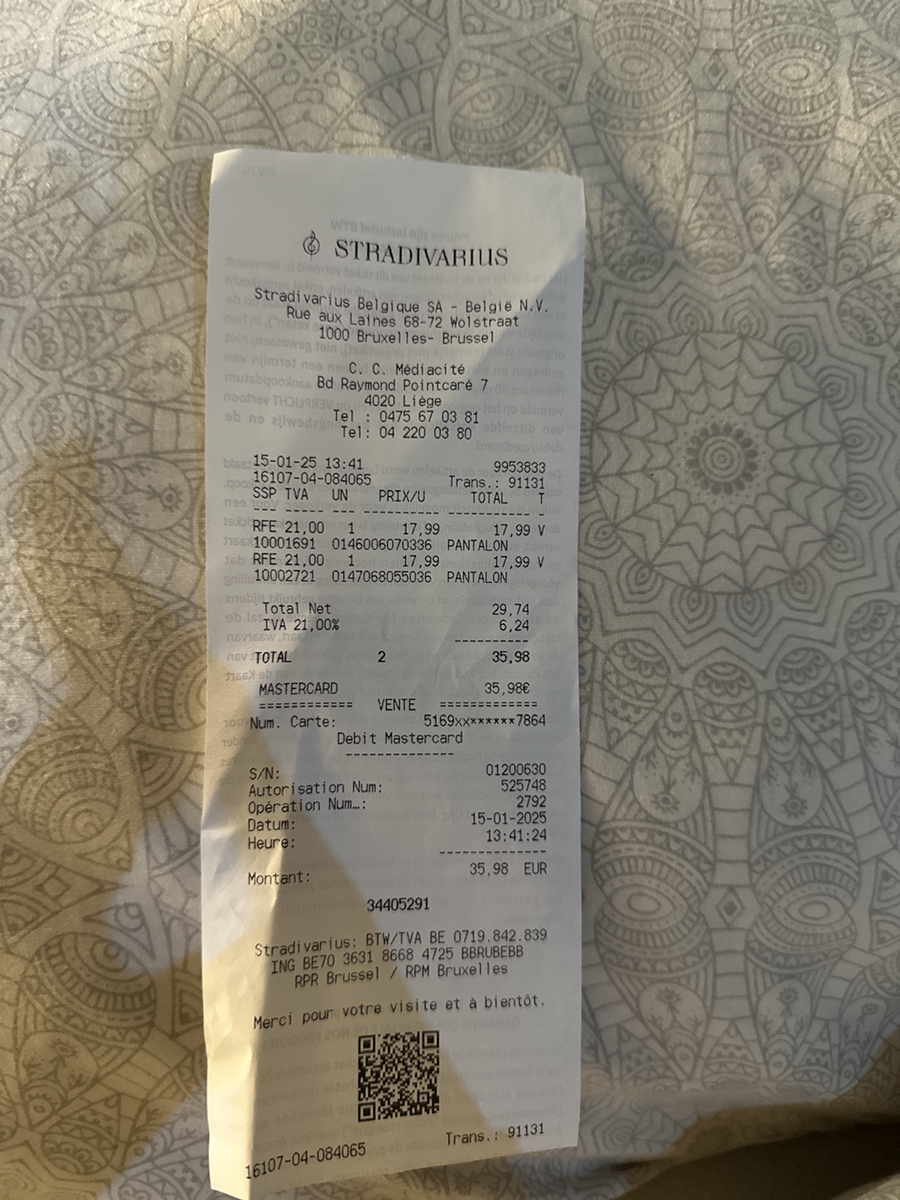 STRADIVARIUS
Stradivarius Belgique SA - België N.V.
Rue aux Laines 68-72 Wolstraat
1000 Bruxelles- Brussel
C. C. Médiacité
Bd Raymond Pointcaré 7
4020 Liège
Tel : 0475 67 03 81
Tel: 04 220 03 80
15-01-25 13:41 9953833
16107-04-084065 Trans.: 91131
SSP TVA UN PRIX/U TOTAL T
--- ----- --- ---------- ---------- -
RFE 21,00 1 17,99 17,99 V
10001691 0146006070336 PANTALON
RFE 21,00 1 17,99 17,99 V
10002721 0147068055036 PANTALON
Total Net 29,74
IVA 21,00% 6,24
----------
TOTAL 2 35,98
MASTERCARD 35,98€
============ VENTE ============
Num. Carte: 5169xx******7864
Debit Mastercard
--------------
S/N: 01200630
Autorisation Num: 525748
Opération Num…: 2792
Datum: 15-01-2025
Heure: 13:41:24
--------------
Montant: 35,98 EUR
34405291
Stradivarius: BTW/TVA BE 0719.842.839
ING BE70 3631 8668 4725 BBRUBEBB
RPR Brussel / RPM Bruxelles
Merci pour votre visite et à bientôt.
16107-04-084065 Trans.: 91131